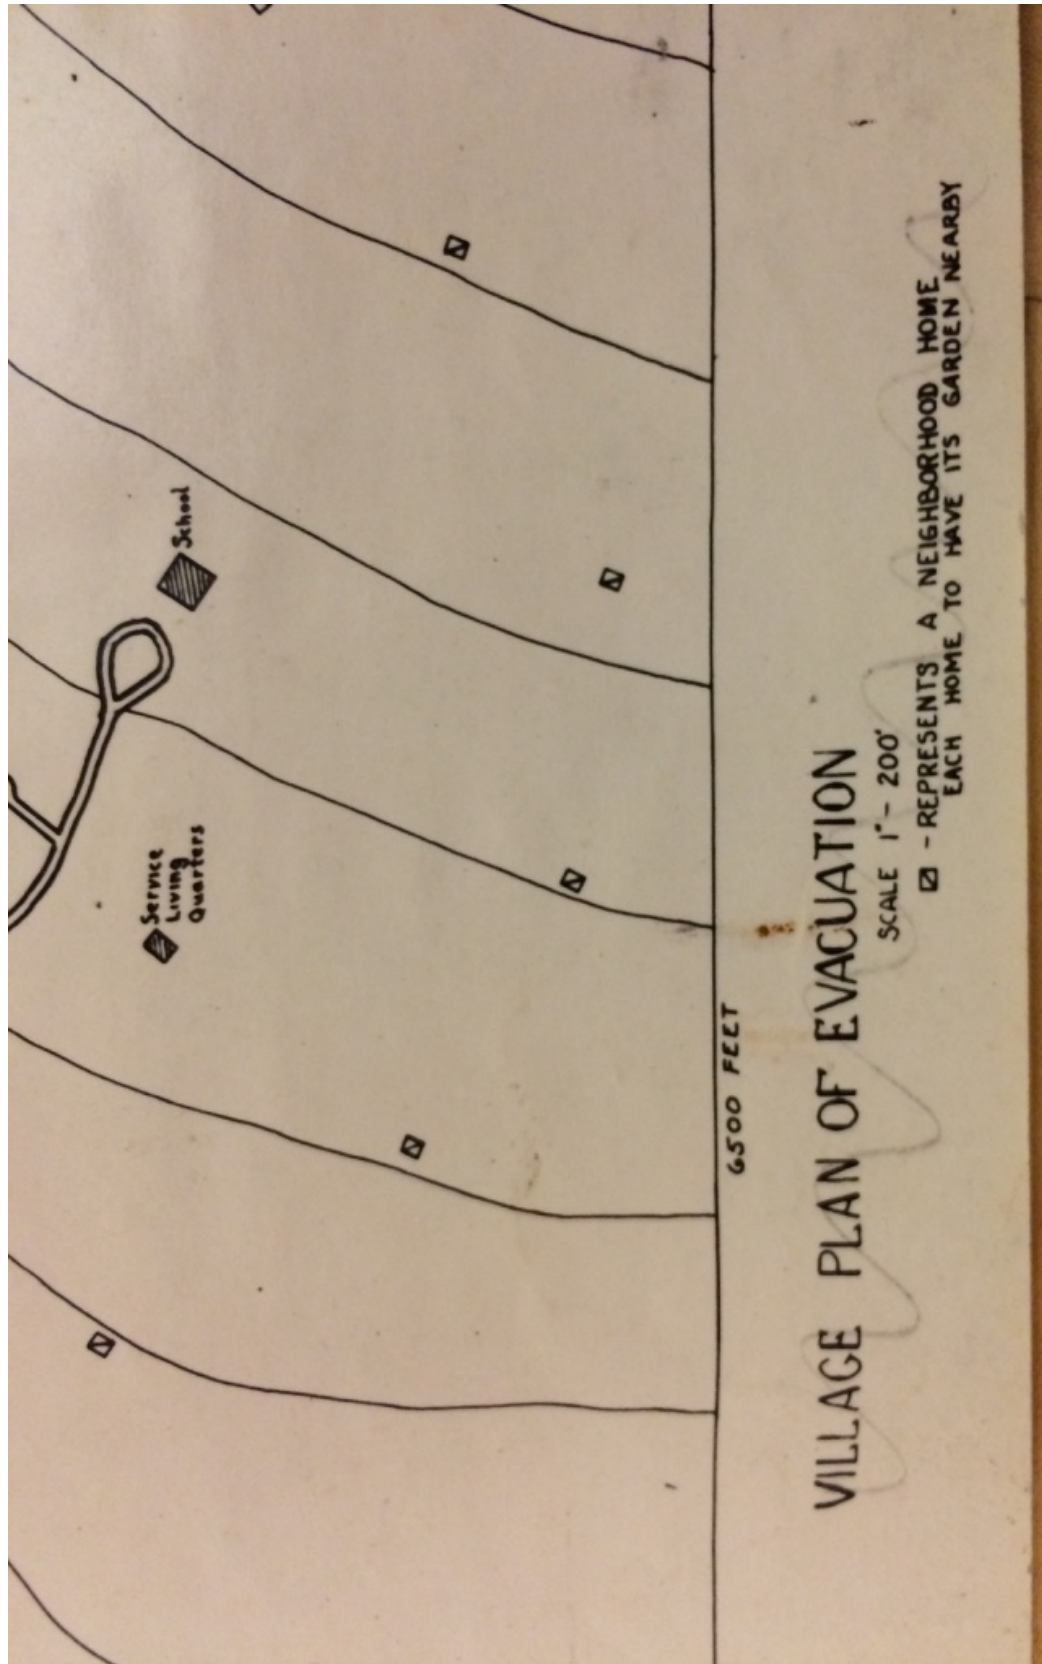 School
Service
Living
Quarters
6500 FEET
VILLAGE PLAN OF EVACUATION
SCALE 1" - 200'
- REPRESENTS A NEIGHBORHOOD HOME
EACH HOME TO HAVE ITS GARDEN NEARBY